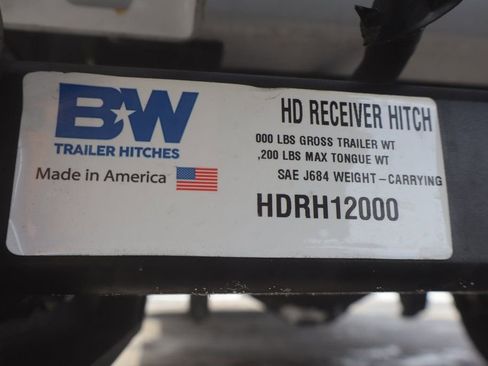 BW
TRAILER HITCHES
Made in America
HD RECEIVER HITCH
000 LBS GROSS TRAILER WT
,200 LBS MAX TONGUE WT
SAE J684 WEIGHT-CARRYING
HDRH12000